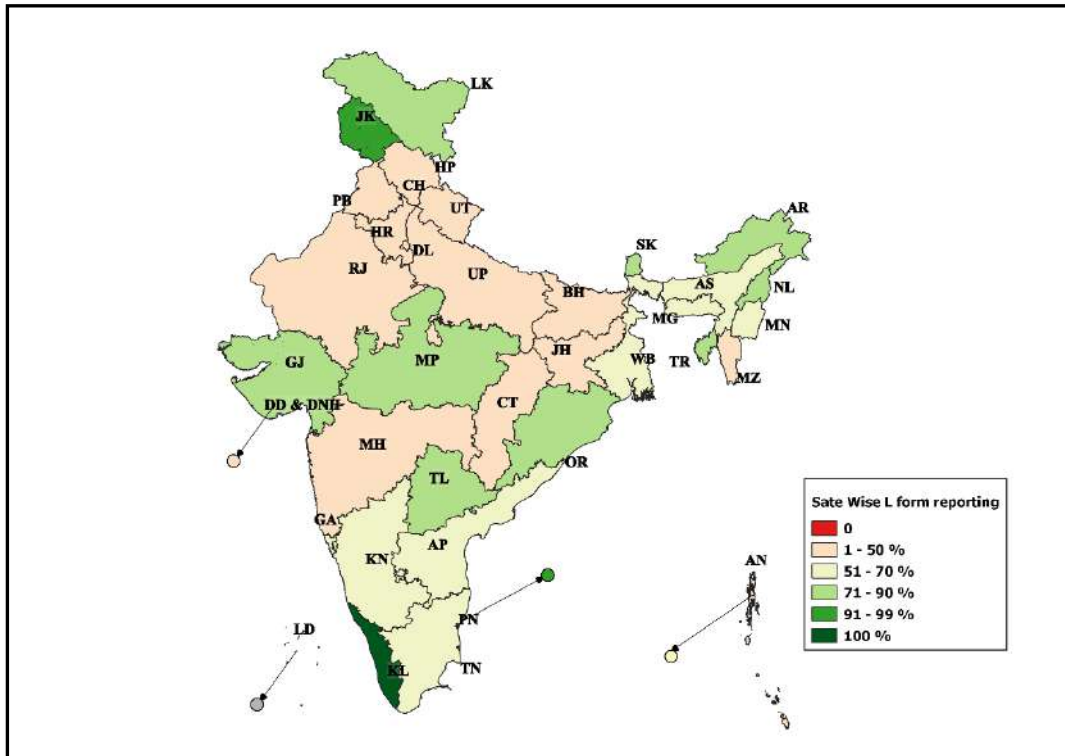 LK
JK
HP
CH
PB
UT
AR
HR
DL
SK
RJ
UP
AS
NL
BH
MG
MN
GJ
MP
JH
WB
TR
MZ
DD & DNH
CT
MH
OR
TL
Sate Wise L form reporting
0
GA
1 - 50 %
AP
KN
51 - 70 %
AN
71 - 90 %
91 - 99 %
PN
LD
100 %
KL
TN